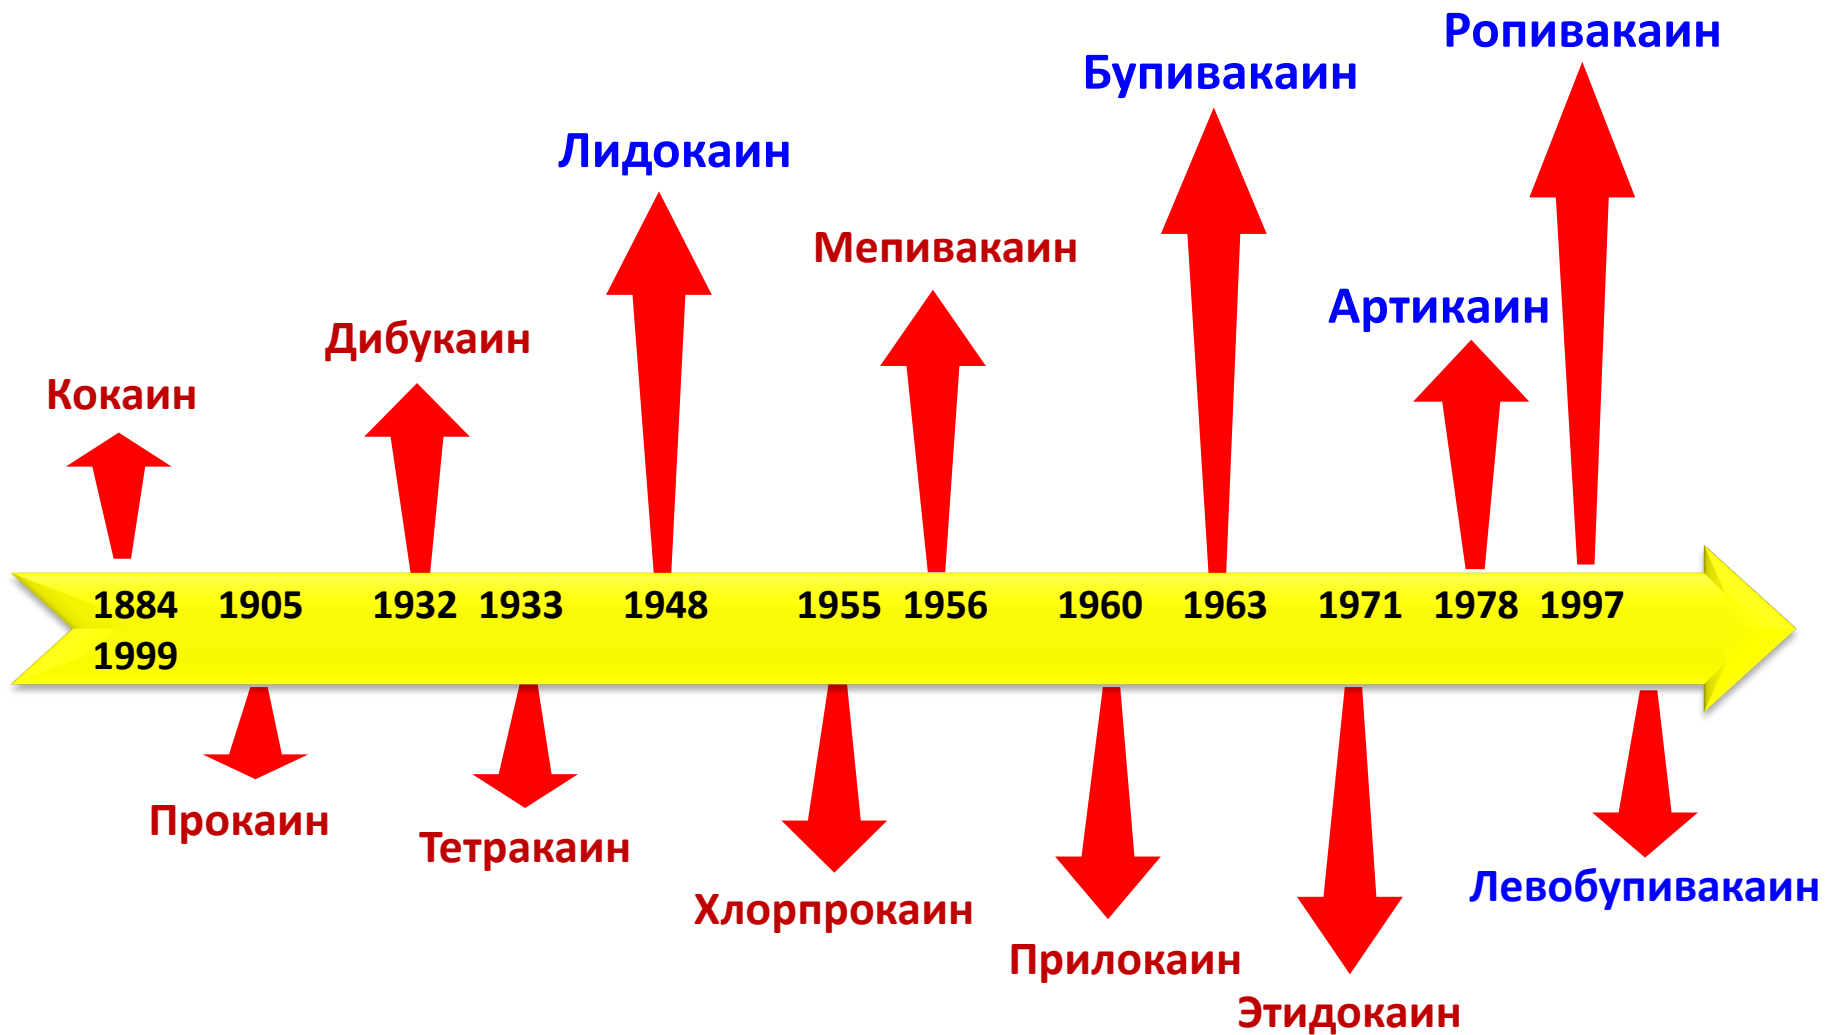 Ропивакаин
Бупивакаин
Лидокаин
Мепивакаин
Артикаин
Дибукаин
Кокаин
1884 1905 1932 1933 1948 1955 1956 1960 1963 1971 1978 1997
1999
Прокаин
Тетракаин
Левобупивакаин
Хлорпрокаин
Прилокаин
Этидокаин